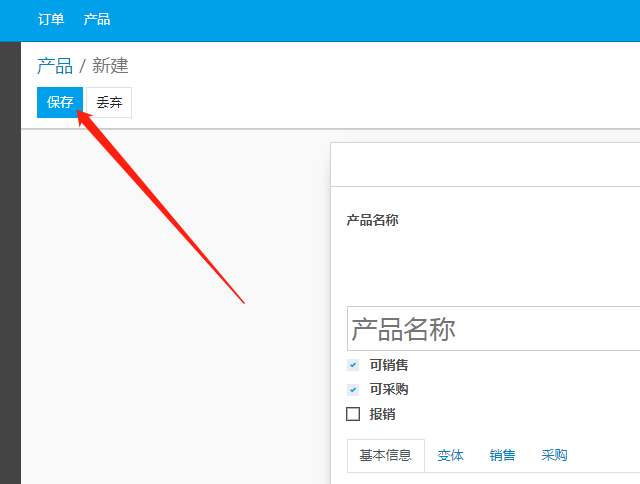 订单 产品
产品 / 新建
保存 丢弃
产品名称
产品名称
可销售
可采购
报销
基本信息 变体 销售 采购